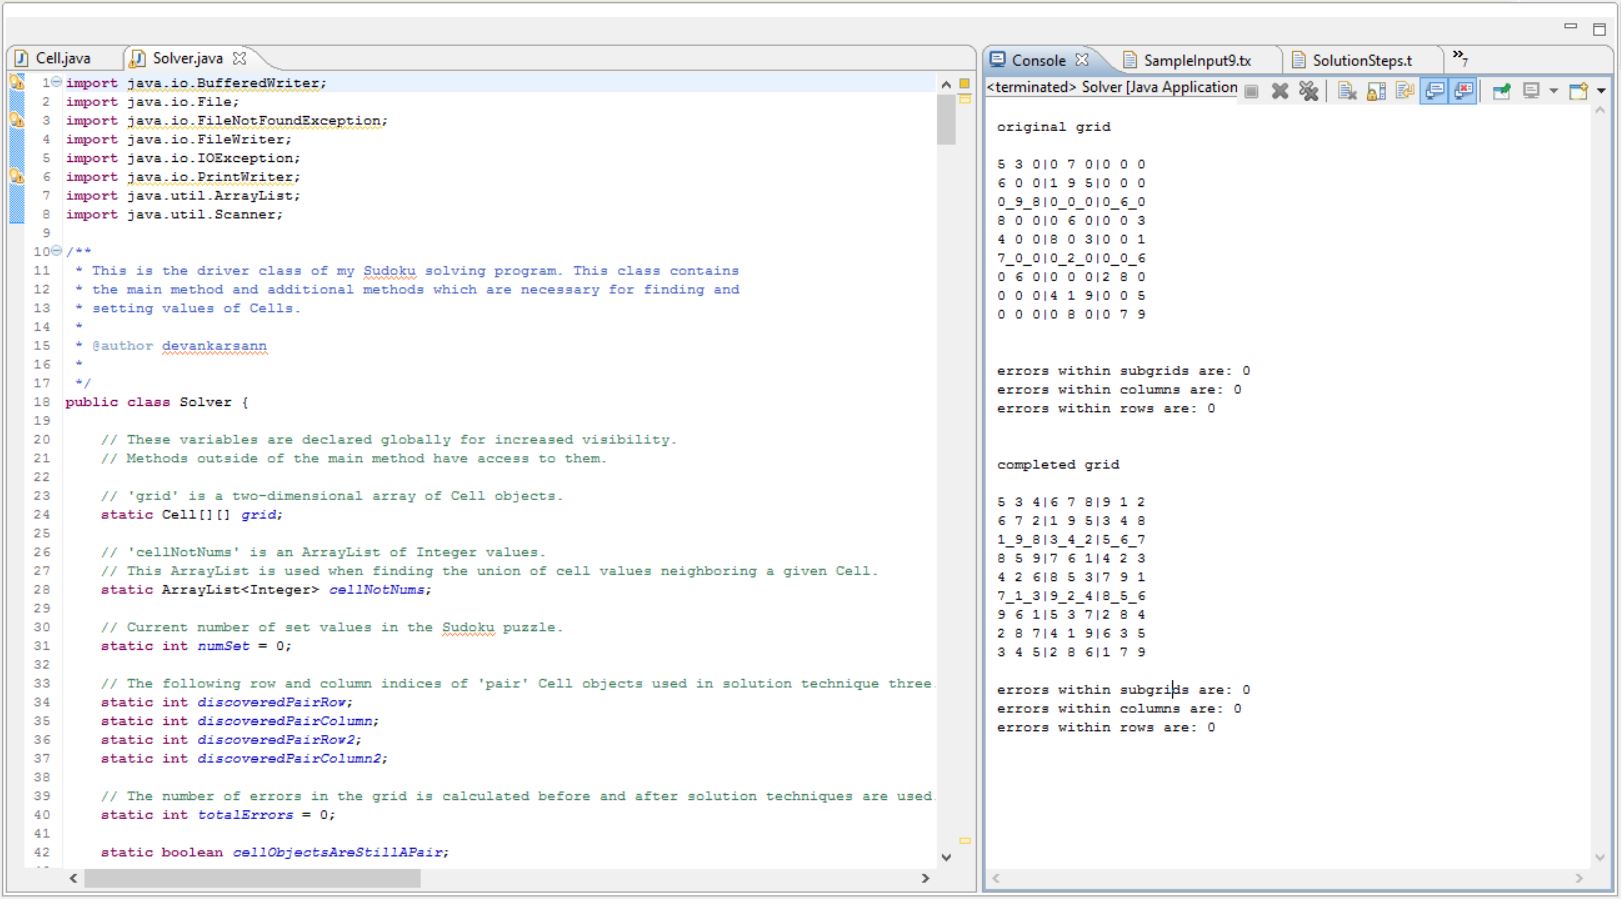 Cell.java
Solver.java
1 import java.io.BufferedWriter;
2 import java.io.File;
3 import java.io.FileNotFoundException;
4 import java.io.FileWriter;
5 import java.io.IOException;
6 import java.io.PrintWriter;
7 import java.util.ArrayList;
8 import java.util.Scanner;
9
10 /**
11 * This is the driver class of my Sudoku solving program. This class contains
12 * the main method and additional methods which are necessary for finding and
13 * setting values of Cells.
14 *
15 * @author devankarsann
16 *
17 */
18 public class Solver {
19
20 // These variables are declared globally for increased visibility.
21 // Methods outside of the main method have access to them.
22
23 // 'grid' is a two-dimensional array of Cell objects.
24 static Cell[][] grid;
25
26 // 'cellNotNums' is an ArrayList of Integer values.
27 // This ArrayList is used when finding the union of cell values neighboring a given Cell.
28 static ArrayList<Integer> cellNotNums;
29
30 // Current number of set values in the Sudoku puzzle.
31 static int numSet = 0;
32
33 // The following row and column indices of 'pair' Cell objects used in solution technique three
34 static int discoveredPairRow;
35 static int discoveredPairColumn;
36 static int discoveredPairRow2;
37 static int discoveredPairColumn2;
38
39 // The number of errors in the grid is calculated before and after solution techniques are used.
40 static int totalErrors = 0;
41
42 static boolean cellObjectsAreStillAPair;
Console
SampleInput9.tx
SolutionSteps.t
»7
<terminated> Solver [Java Application
original grid
5 3 0|0 7 0|0 0 0
6 0 0|1 9 5|0 0 0
0_9_8|0_0_0|0_6_0
8 0 0|0 6 0|0 0 3
4 0 0|8 0 3|0 0 1
7_0_0|0_2_0|0_0_6
0 6 0|0 0 0|2 8 0
0 0 0|4 1 9|0 0 5
0 0 0|0 8 0|0 7 9
errors within subgrids are: 0
errors within columns are: 0
errors within rows are: 0
completed grid
5 3 4|6 7 8|9 1 2
6 7 2|1 9 5|3 4 8
1_9_8|3_4_2|5_6_7
8 5 9|7 6 1|4 2 3
4 2 6|8 5 3|7 9 1
7_1_3|9_2_4|8_5_6
9 6 1|5 3 7|2 8 4
2 8 7|4 1 9|6 3 5
3 4 5|2 8 6|1 7 9
errors within subgrids are: 0
errors within columns are: 0
errors within rows are: 0